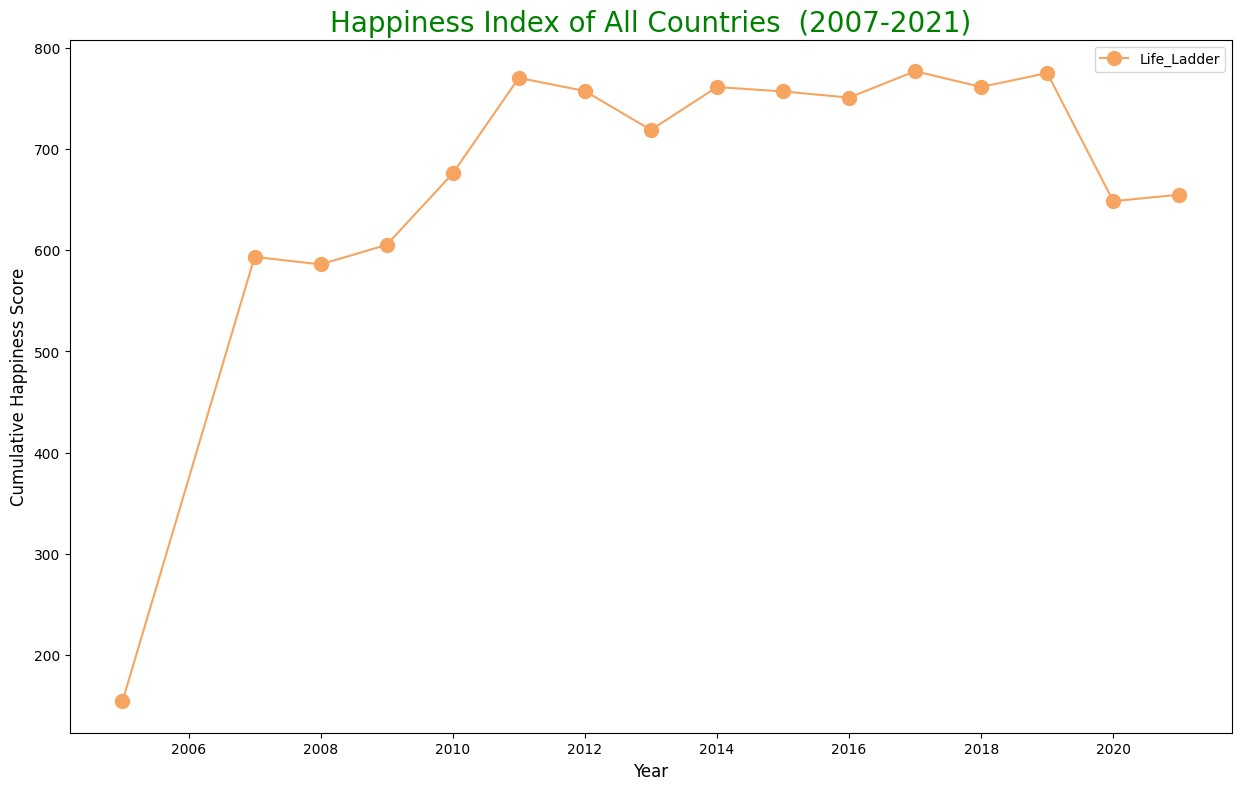 Happiness Index of All Countries  (2007-2021)
Life_Ladder
800
700
600
500
400
300
200
Cumulative Happiness Score
2006 2008 2010 2012 2014 2016 2018 2020
Year